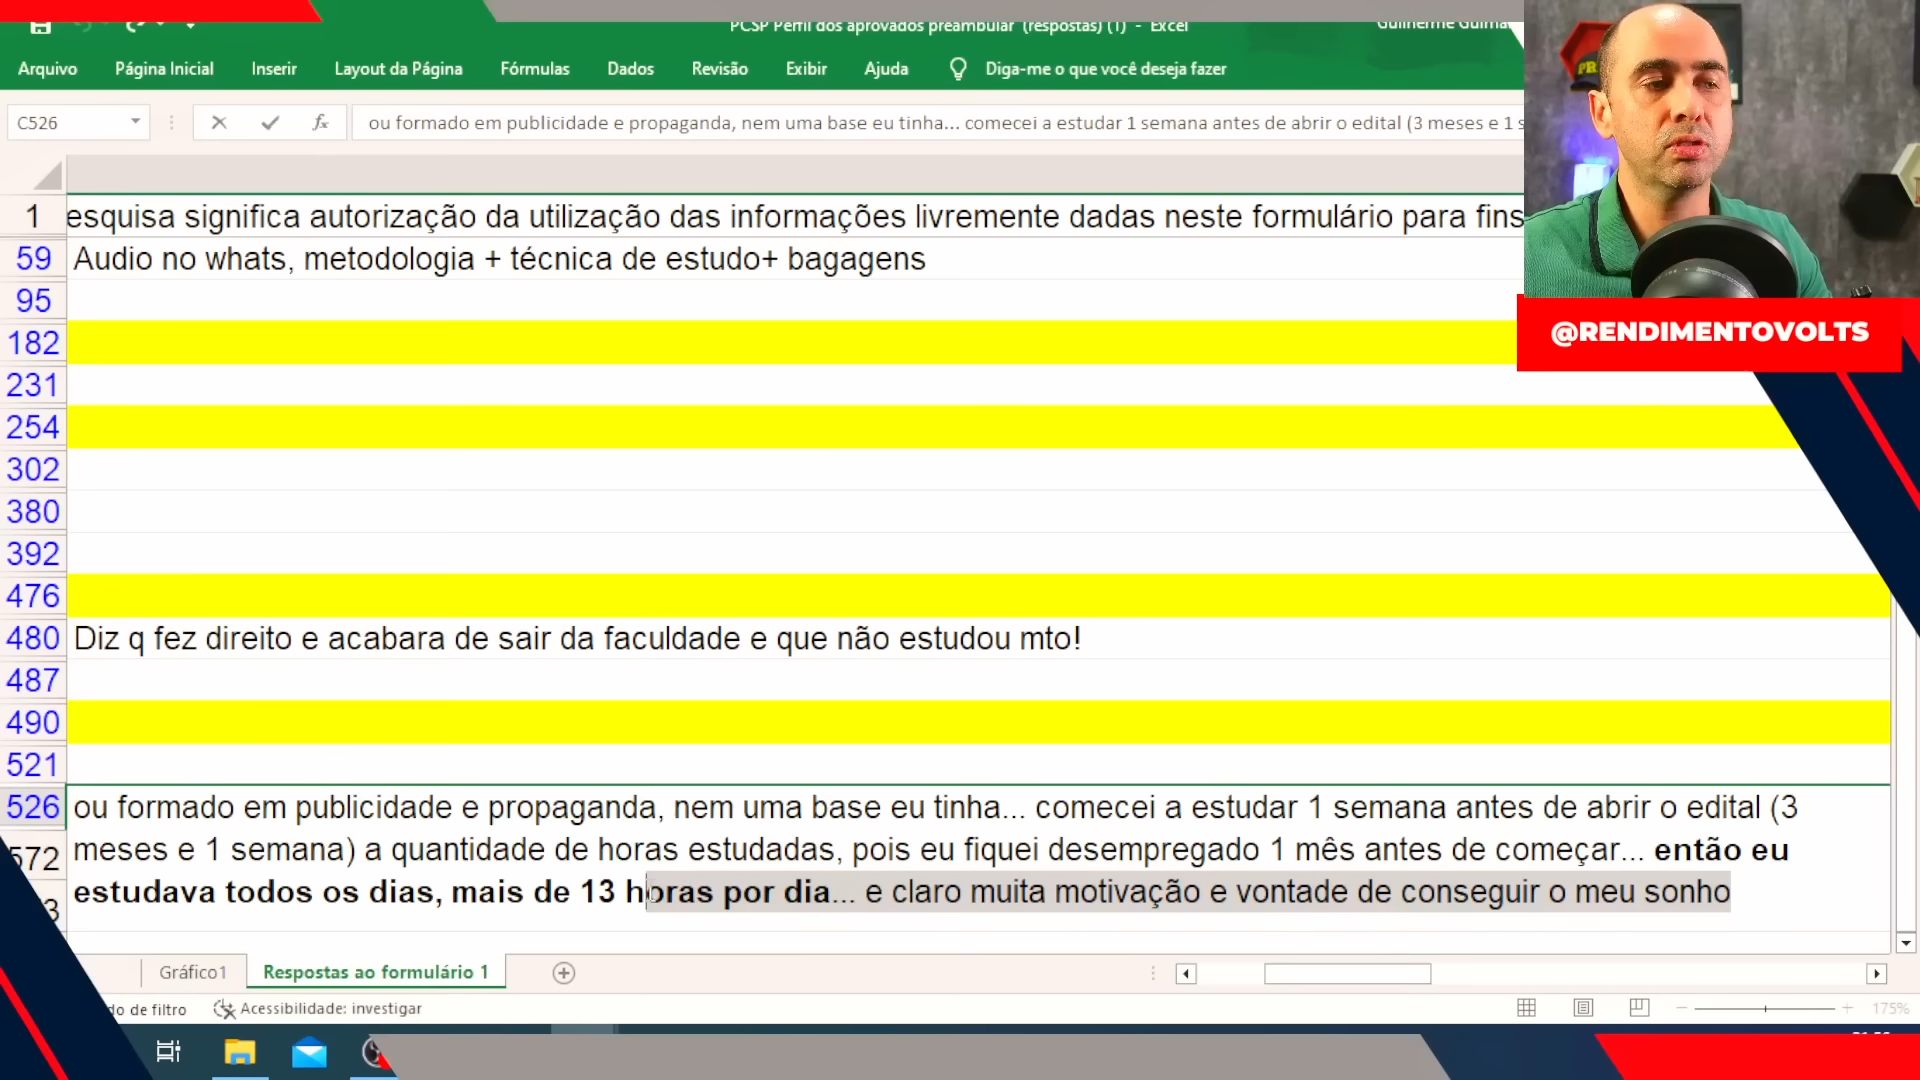 PCSP Perfil dos aprovados preambular (respostas) (1) - Excel
Arquivo Página Inicial Inserir Layout da Página Fórmulas Dados Revisão Exibir Ajuda Diga-me o que você deseja fazer
C526 fx ou formado em publicidade e propaganda, nem uma base eu tinha... comecei a estudar 1 semana antes de abrir o edital (3 meses e 1 s
1 esquisa significa autorização da utilização das informações livremente dadas neste formulário para fins
59 Audio no whats, metodologia + técnica de estudo+ bagagens
95
182
@RENDIMENTOVOLTS
231
254
302
380
392
476
480 Diz q fez direito e acabara de sair da faculdade e que não estudou mto!
487
490
521
526 ou formado em publicidade e propaganda, nem uma base eu tinha... comecei a estudar 1 semana antes de abrir o edital (3
572 meses e 1 semana) a quantidade de horas estudadas, pois eu fiquei desempregado 1 mês antes de começar... então eu
estudava todos os dias, mais de 13 horas por dia... e claro muita motivação e vontade de conseguir o meu sonho
Gráfico1 Respostas ao formulário 1
do de filtro Acessibilidade: investigar
175%